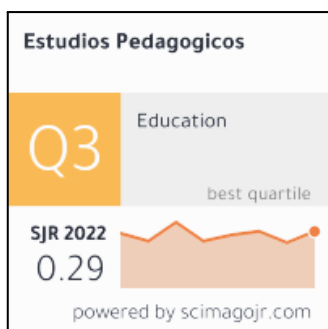 Estudios Pedagogicos
Q3
Education
best quartile
SJR 2022
0.29
powered by scimagojr.com